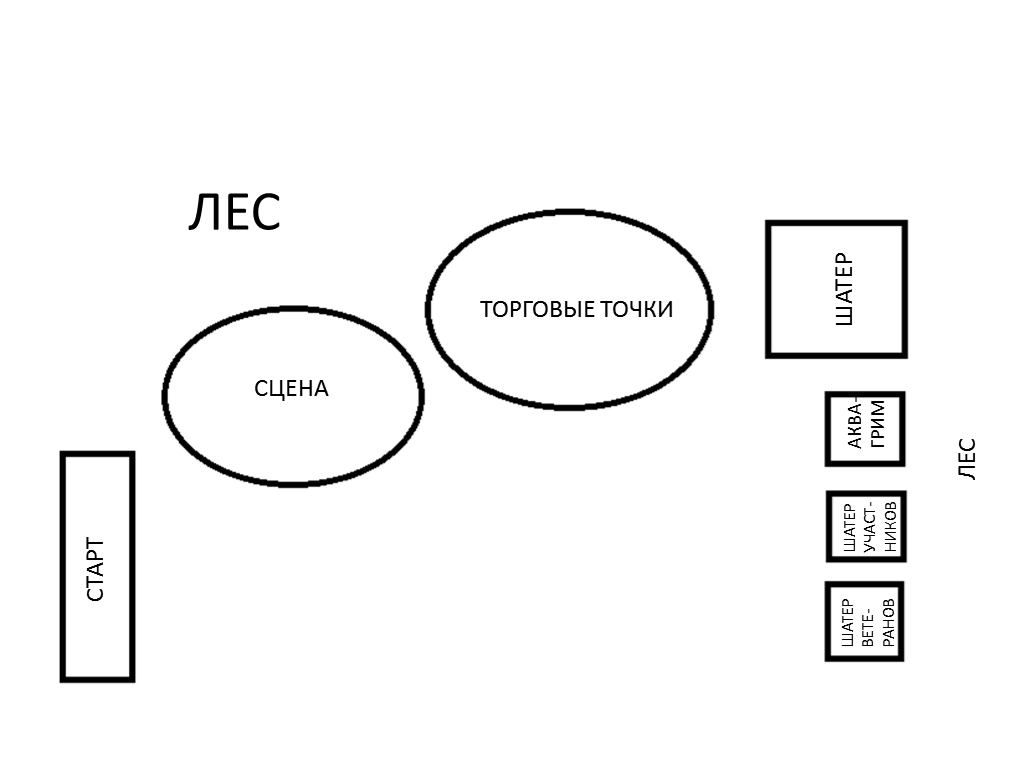 ЛЕС
ТОРГОВЫЕ ТОЧКИ
ШАТЕР
СЦЕНА
АКВА-
ГРИМ
ЛЕС
СТАРТ
ШАТЕР
УЧАСТ-
НИКОВ
ШАТЕР
ВЕТЕ-
РАНОВ